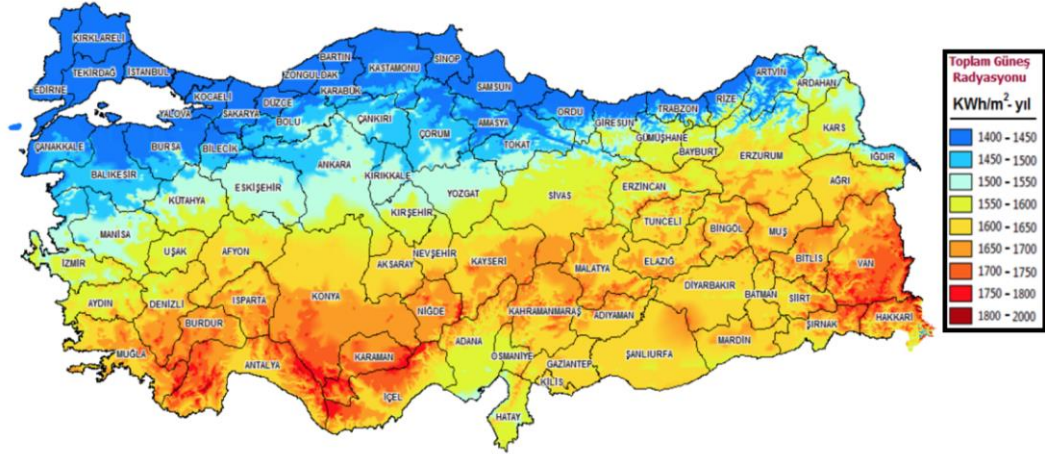 KIRKLARELİ
TEKİRDAĞ
İSTANBUL
EDİRNE
KOCAELİ
YALOVA
SAKARYA
DÜZCE
BOLU
ZONGULDAK
BARTIN
KARABÜK
KASTAMONU
SİNOP
SAMSUN
ÇANKIRI
ÇORUM
AMASYA
TOKAT
ORDU
GİRESUN
TRABZON
RİZE
ARTVİN
ARDAHAN
GÜMÜŞHANE
BAYBURT
KARS
ERZURUM
IĞDIR
AĞRI
ÇANAKKALE
BALIKESİR
BURSA
BİLECİK
KÜTAHYA
ESKİŞEHİR
ANKARA
KIRIKKALE
YOZGAT
KIRŞEHİR
SİVAS
ERZİNCAN
TUNCELİ
BİNGÖL
MUŞ
BİTLİS
VAN
MANİSA
İZMİR
UŞAK
AFYON
AKSARAY
NEVŞEHİR
KAYSERİ
MALATYA
ELAZIĞ
DİYARBAKIR
BATMAN
SİİRT
ŞIRNAK
HAKKARİ
AYDIN
DENİZLİ
ISPARTA
BURDUR
KONYA
NİĞDE
KAHRAMANMARAŞ
ADIYAMAN
MARDİN
MUĞLA
ANTALYA
KARAMAN
İÇEL
ADANA
OSMANİYE
GAZİANTEP
KİLİS
ŞANLIURFA
HATAY
Toplam Güneş
Radyasyonu
KWh/m²- yıl
1400 - 1450
1450 - 1500
1500 - 1550
1550 - 1600
1600 - 1650
1650 - 1700
1700 - 1750
1750 - 1800
1800 - 2000